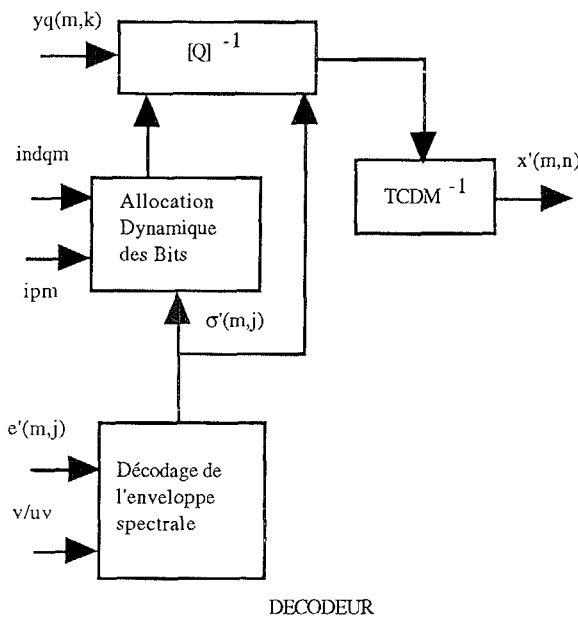 yq(m,k)
[Q] -1
indqm
Allocation
Dynamique
des Bits
ipm
TCDM -1
x'(m,n)
σ'(m,j)
e'(m,j)
Décodage de
l'enveloppe
spectrale
v/uv
DECODEUR